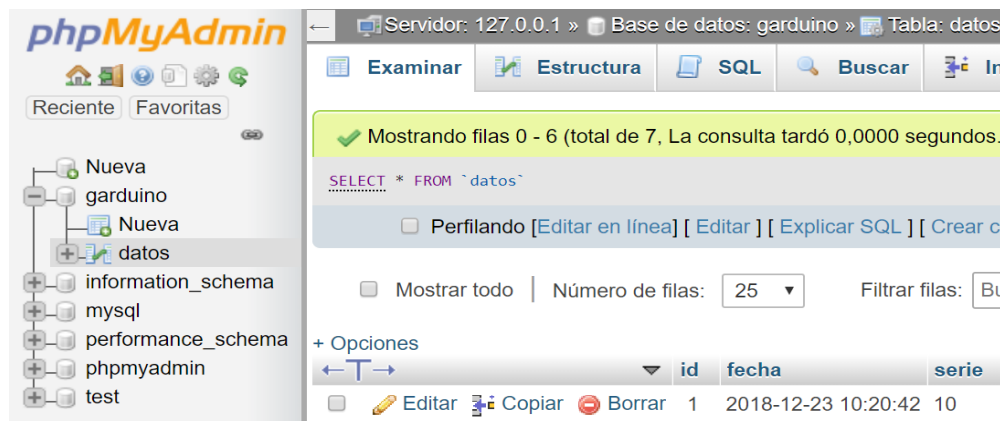 phpMyAdmin
Reciente Favoritas
Nueva
garduino
Nueva
datos
information_schema
mysql
performance_schema
phpmyadmin
test
Servidor: 127.0.0.1 » Base de datos: garduino » Tabla: datos
Examinar Estructura SQL Buscar In
Mostrando filas 0 - 6 (total de 7, La consulta tardó 0,0000 segundos.
SELECT * FROM `datos`
Perfilando [Editar en línea] [ Editar ] [ Explicar SQL ] [ Crear c
Mostrar todo | Número de filas: 25 Filtrar filas: Bu
+ Opciones
←T→ id fecha serie
Editar Copiar Borrar 1 2018-12-23 10:20:42 10